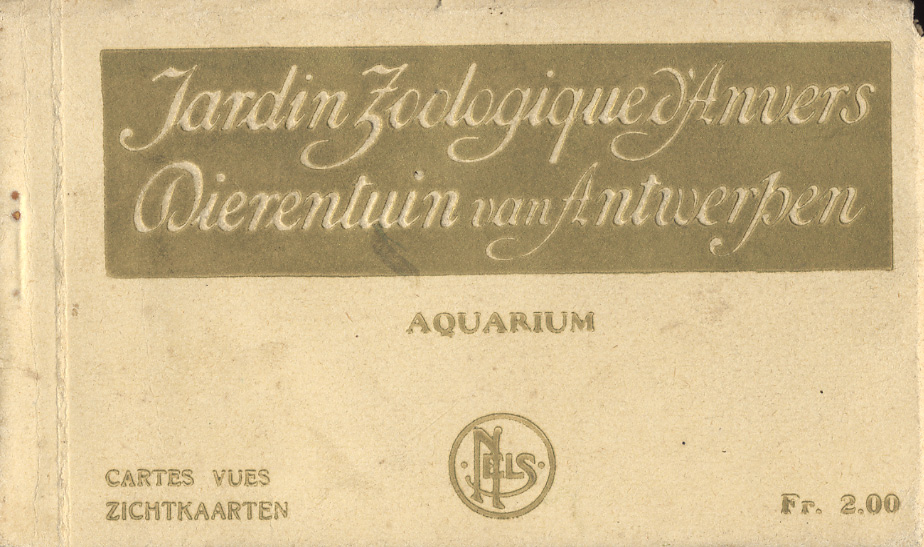 Jardin Zoologique d'Anvers
Dierentuin van Antwerpen
AQUARIUM
CARTES VUES
ZICHTKAARTEN
NELS
Fr. 2.00